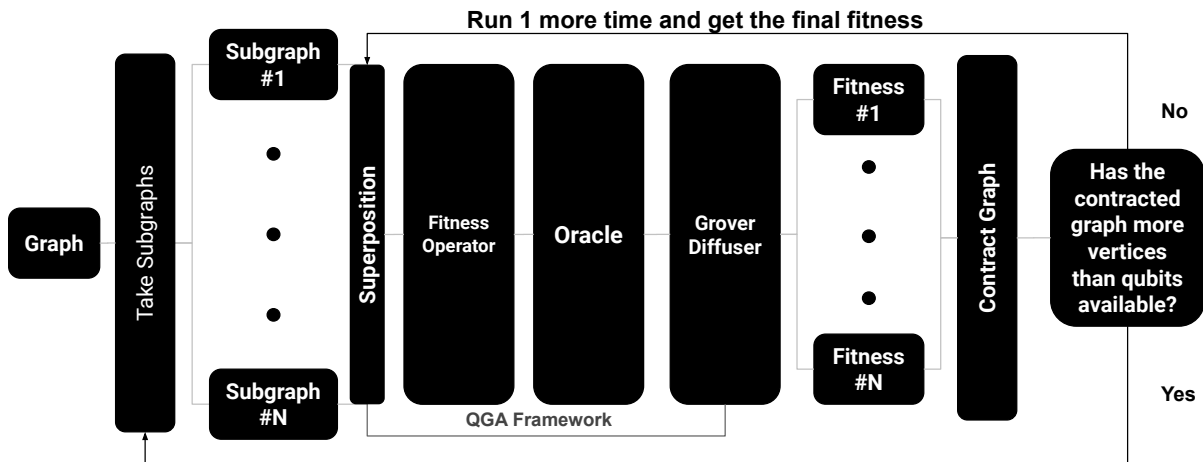 Run 1 more time and get the final fitness
Graph
Take Subgraphs
Subgraph
#1
Subgraph
#N
Superposition
Fitness
Operator
Oracle
Grover
Diffuser
QGA Framework
Fitness
#1
Fitness
#N
Contract Graph
No
Has the
contracted
graph more
vertices
than qubits
available?
Yes